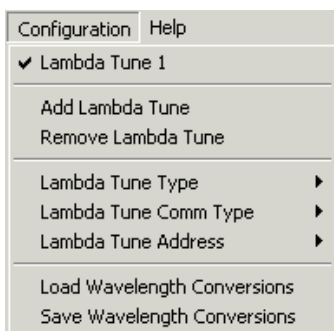 Configuration Help
Lambda Tune 1
Add Lambda Tune
Remove Lambda Tune
Lambda Tune Type
Lambda Tune Comm Type
Lambda Tune Address
Load Wavelength Conversions
Save Wavelength Conversions